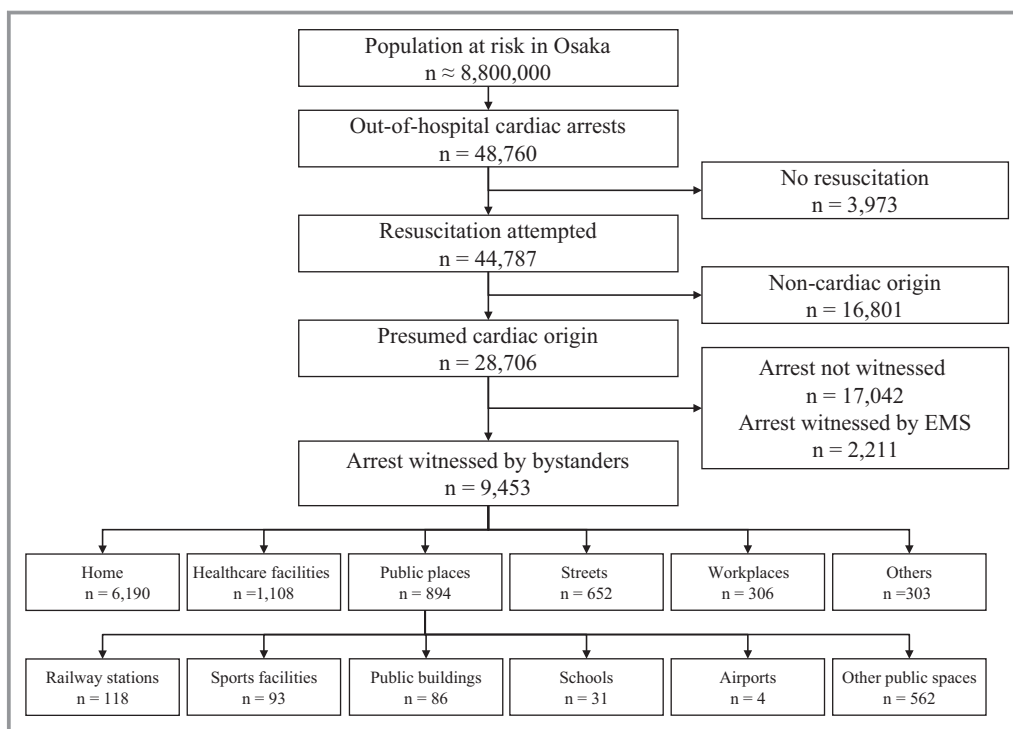 Population at risk in Osaka
n ≈ 8,800,000
Out-of-hospital cardiac arrests
n = 48,760
No resuscitation
n = 3,973
Resuscitation attempted
n = 44,787
Non-cardiac origin
n = 16,801
Presumed cardiac origin
n = 28,706
Arrest not witnessed
n = 17,042
Arrest witnessed by EMS
n = 2,211
Arrest witnessed by bystanders
n = 9,453
Home
n = 6,190
Healthcare facilities
n =1,108
Public places
n = 894
Streets
n = 652
Workplaces
n = 306
Others
n =303
Railway stations
n = 118
Sports facilities
n = 93
Public buildings
n = 86
Schools
n = 31
Airports
n = 4
Other public spaces
n = 562